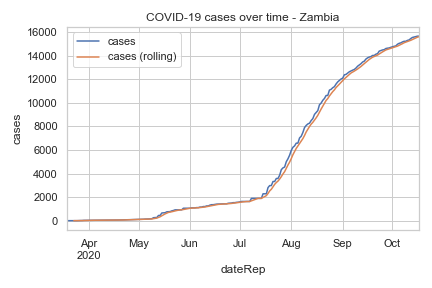 COVID-19 cases over time - Zambia
cases
cases (rolling)
16000
14000
12000
10000
8000
6000
4000
2000
0
cases
Apr May Jun Jul Aug Sep Oct
2020
dateRep